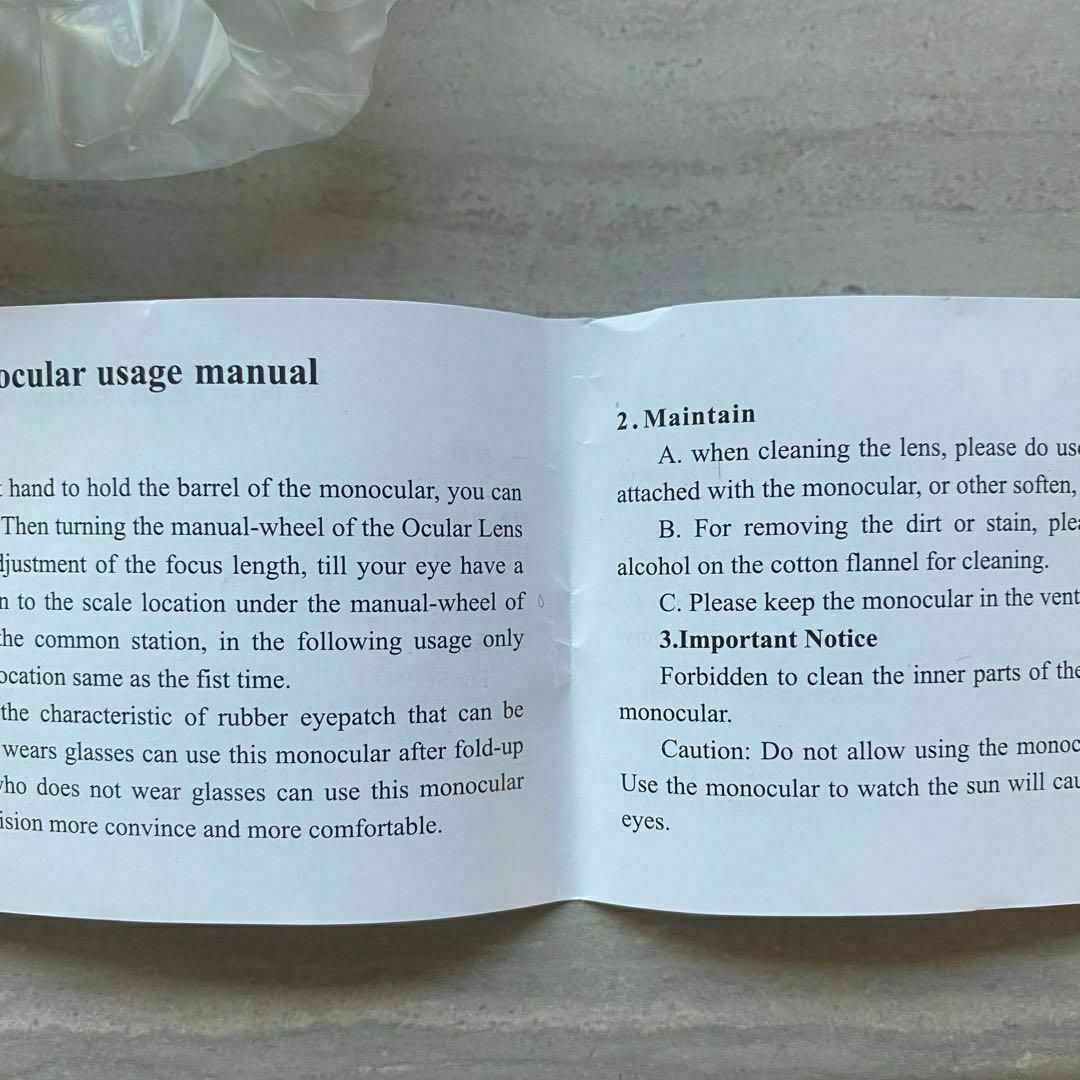 ocular usage manual
hand to hold the barrel of the monocular, you can
Then turning the manual-wheel of the Ocular Lens
djustment of the focus length, till your eye have a
n to the scale location under the manual-wheel of
the common station, in the following usage only
ocation same as the fist time.
the characteristic of rubber eyepatch that can be
wears glasses can use this monocular after fold-up
who does not wear glasses can use this monocular
ision more convince and more comfortable.
2.Maintain
A. when cleaning the lens, please do use
attached with the monocular, or other soften,
B. For removing the dirt or stain, plea
alcohol on the cotton flannel for cleaning.
C. Please keep the monocular in the vent
3.Important Notice
Forbidden to clean the inner parts of the
monocular.
Caution: Do not allow using the monoc
Use the monocular to watch the sun will cau
eyes.